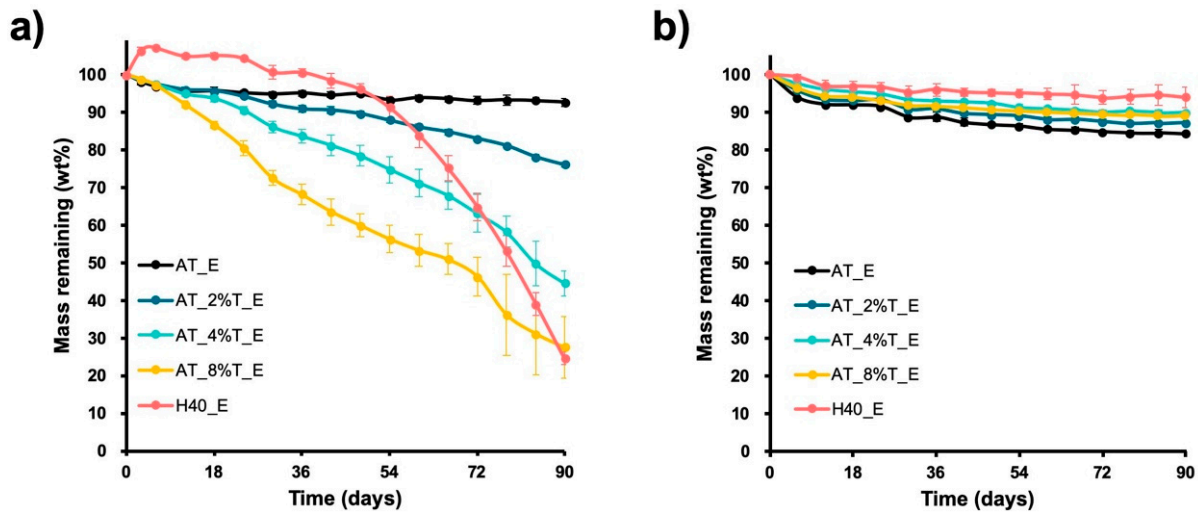 a)
Mass remaining (wt%)
100
90
80
70
60
50
40
30
20
10
0
AT_E
AT_2%T_E
AT_4%T_E
AT_8%T_E
H40_E
0 18 36 54 72 90
Time (days)
b)
Mass remaining (wt%)
100
90
80
70
60
50
40
30
20
10
0
AT_E
AT_2%T_E
AT_4%T_E
AT_8%T_E
H40_E
0 18 36 54 72 90
Time (days)